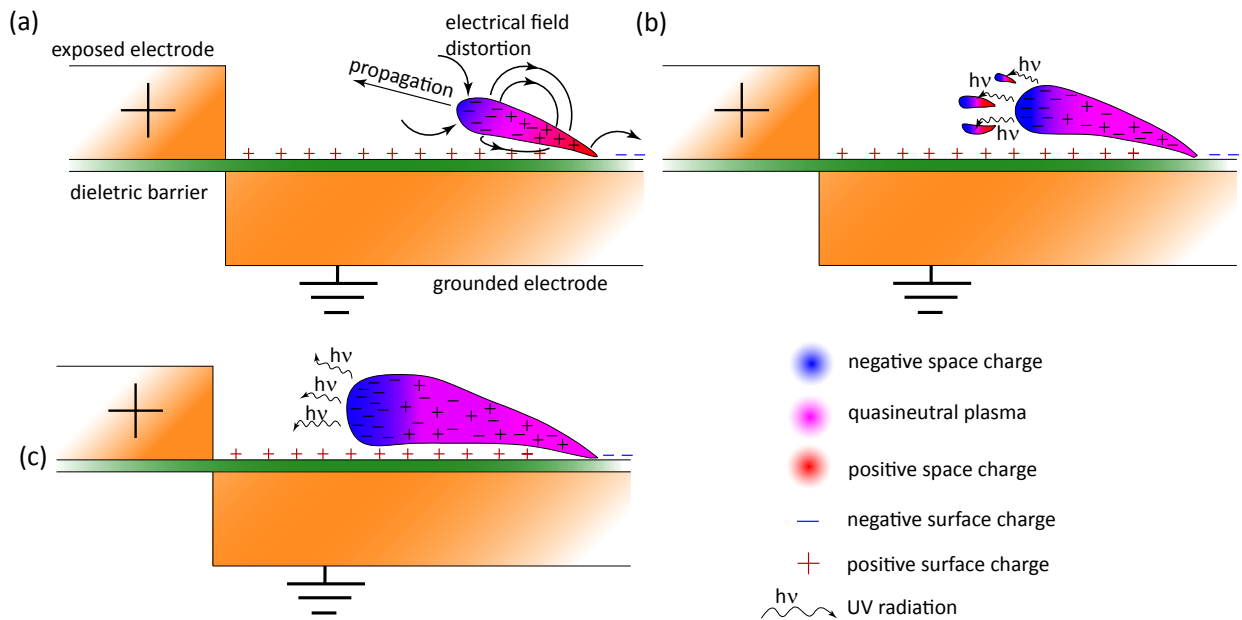 (a)
exposed electrode
electrical field
distortion
propagation
dieletric barrier
grounded electrode
(b)
hν
hν
hν
(c)
hν
hν
hν
negative space charge
quasineutral plasma
positive space charge
negative surface charge
positive surface charge
hν UV radiation